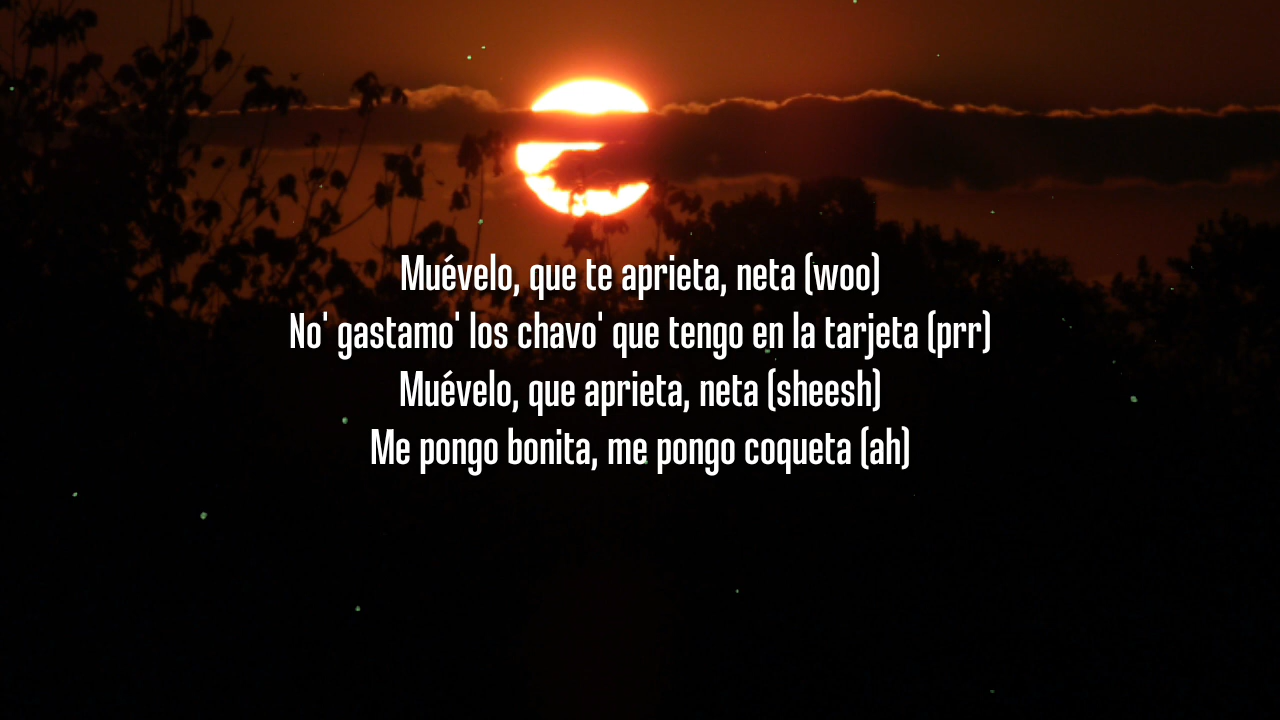 Muévelo, que te aprieta, neta (woo)
No' gastamo' los chavo' que tengo en la tarjeta (prr)
Muévelo, que aprieta, neta (sheesh)
Me pongo bonita, me pongo coqueta (ah)